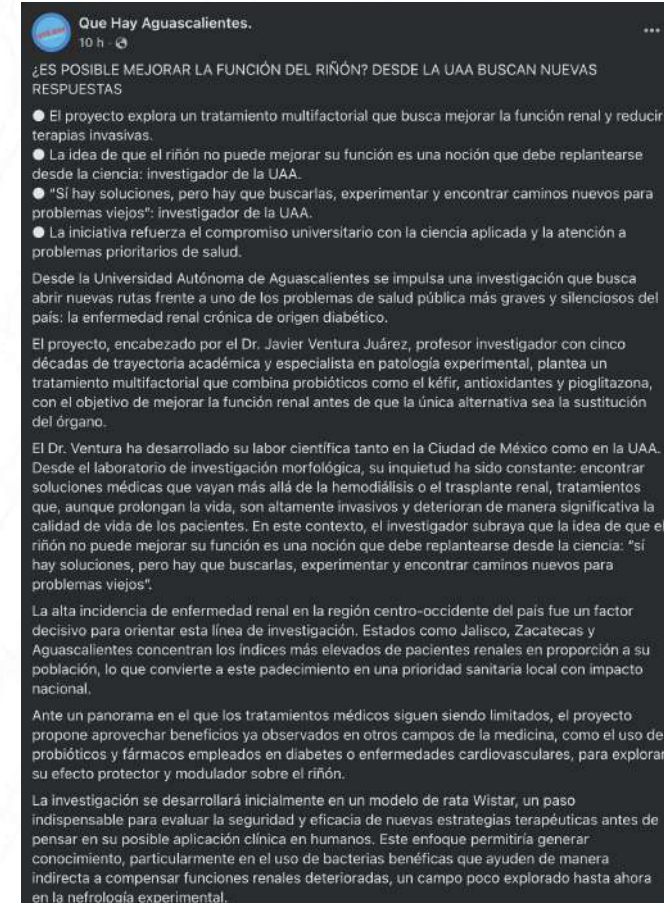 Que Hay Aguascalientes.
10 h ·
¿ES POSIBLE MEJORAR LA FUNCIÓN DEL RIÑÓN? DESDE LA UAA BUSCAN NUEVAS
RESPUESTAS
● El proyecto explora un tratamiento multifactorial que busca mejorar la función renal y reducir
terapias invasivas.
● La idea de que el riñón no puede mejorar su función es una noción que debe replantearse
desde la ciencia: investigador de la UAA.
● "Sí hay soluciones, pero hay que buscarlas, experimentar y encontrar caminos nuevos para
problemas viejos": investigador de la UAA.
● La iniciativa refuerza el compromiso universitario con la ciencia aplicada y la atención a
problemas prioritarios de salud.
Desde la Universidad Autónoma de Aguascalientes se impulsa una investigación que busca
abrir nuevas rutas frente a uno de los problemas de salud pública más graves y silenciosos del
país: la enfermedad renal crónica de origen diabético.
El proyecto, encabezado por el Dr. Javier Ventura Juárez, profesor investigador con cinco
décadas de trayectoria académica y especialista en patología experimental, plantea un
tratamiento multifactorial que combina probióticos como el kéfir, antioxidantes y pioglitazona,
con el objetivo de mejorar la función renal antes de que la única alternativa sea la sustitución
del órgano.
El Dr. Ventura ha desarrollado su labor científica tanto en la Ciudad de México como en la UAA.
Desde el laboratorio de investigación morfológica, su inquietud ha sido constante: encontrar
soluciones médicas que vayan más allá de la hemodiálisis o el trasplante renal, tratamientos
que, aunque prolongan la vida, son altamente invasivos y deterioran de manera significativa la
calidad de vida de los pacientes. En este contexto, el investigador subraya que la idea de que el
riñón no puede mejorar su función es una noción que debe replantearse desde la ciencia: "sí
hay soluciones, pero hay que buscarlas, experimentar y encontrar caminos nuevos para
problemas viejos".
La alta incidencia de enfermedad renal en la región centro-occidente del país fue un factor
decisivo para orientar esta línea de investigación. Estados como Jalisco, Zacatecas y
Aguascalientes concentran los índices más elevados de pacientes renales en proporción a su
población, lo que convierte a este padecimiento en una prioridad sanitaria local con impacto
nacional.
Ante un panorama en el que los tratamientos médicos siguen siendo limitados, el proyecto
propone aprovechar beneficios ya observados en otros campos de la medicina, como el uso de
probióticos y fármacos empleados en diabetes o enfermedades cardiovasculares, para explorar
su efecto protector y modulador sobre el riñón.
La investigación se desarrollará inicialmente en un modelo de rata Wistar, un paso
indispensable para evaluar la seguridad y eficacia de nuevas estrategias terapéuticas antes de
pensar en su posible aplicación clínica en humanos. Este enfoque permitiría generar
conocimiento, particularmente en el uso de bacterias benéficas que ayuden de manera
indirecta a compensar funciones renales deterioradas, un campo poco explorado hasta ahora
en la nefrología experimental.